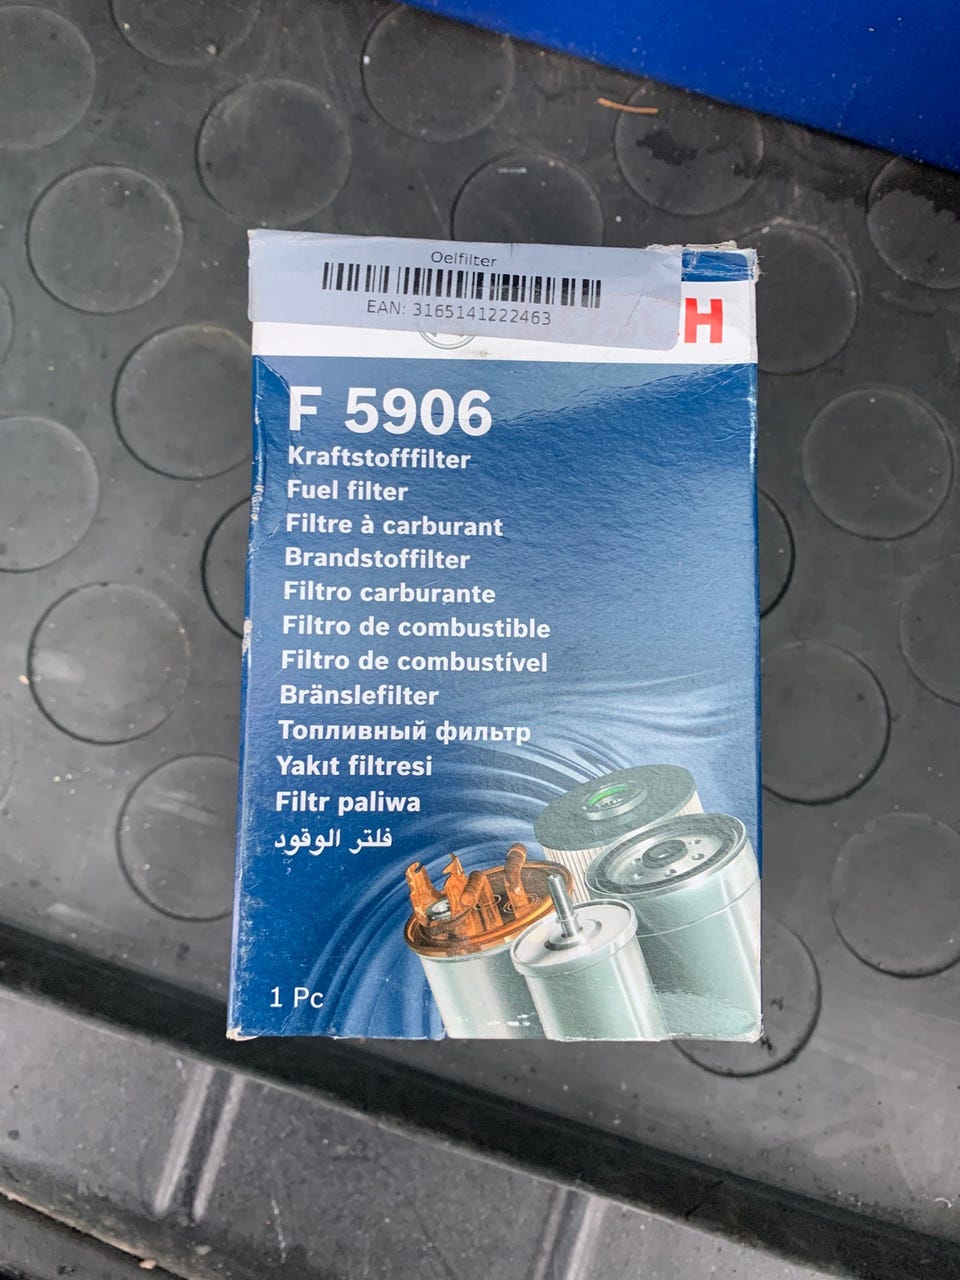 Oelfilter
EAN: 3165141222463
F 5906
Kraftstofffilter
Fuel filter
Filtre à carburant
Brandstoffilter
Filtro carburante
Filtro de combustible
Filtro de combustível
Bränslefilter
Топливный фильтр
Yakıt filtresi
Filtr paliwa
فلتر الوقود
1 Pc